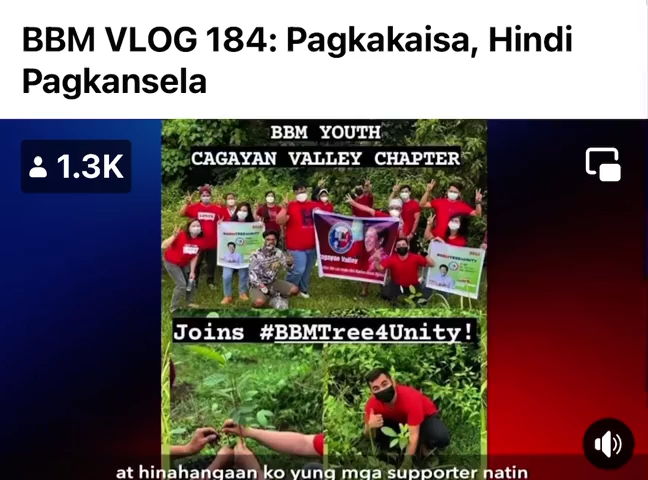 BBM VLOG 184: Pagkakaisa, Hindi
Pagkansela
1.3K
BBM YOUTH
CAGAYAN VALLEY CHAPTER
Cagayan Valley
Joins #BBMTree4Unity!
at hinahangaan ko yung mga supporter natin